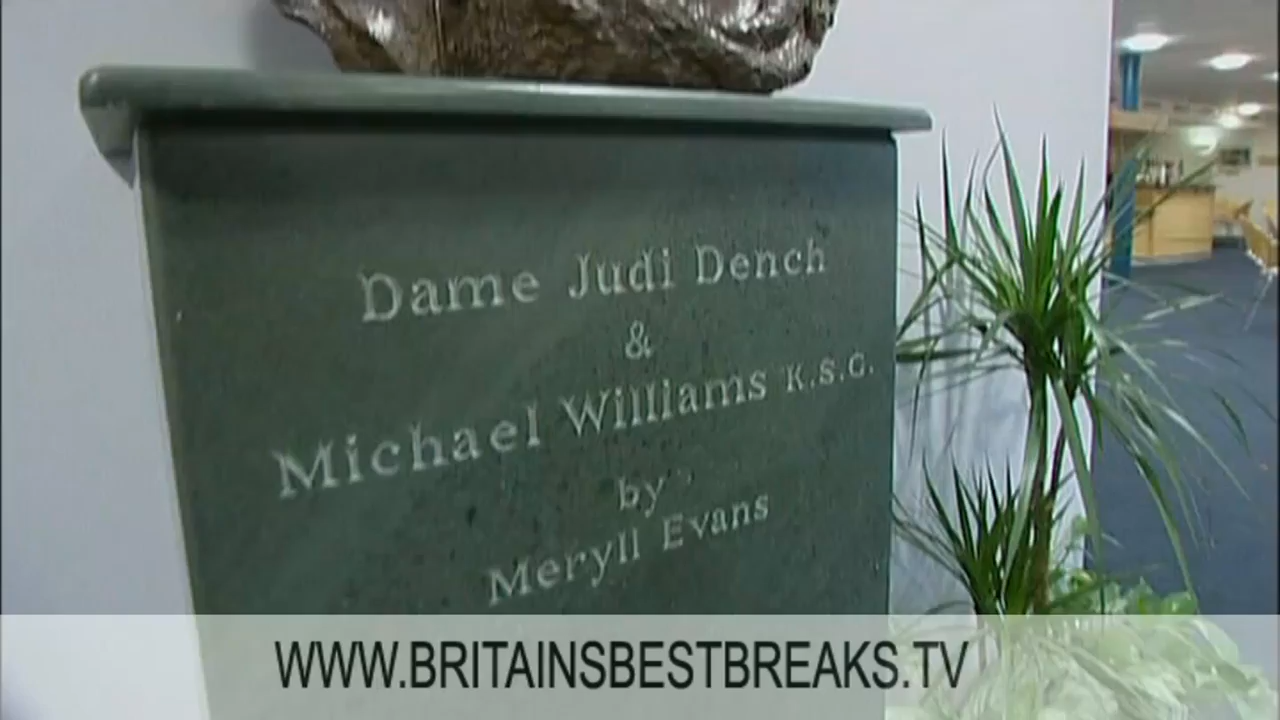 Dame Judi Dench
&
Michael Williams K.S.G.
by
Meryll Evans
WWW.BRITAINSBESTBREAKS.TV